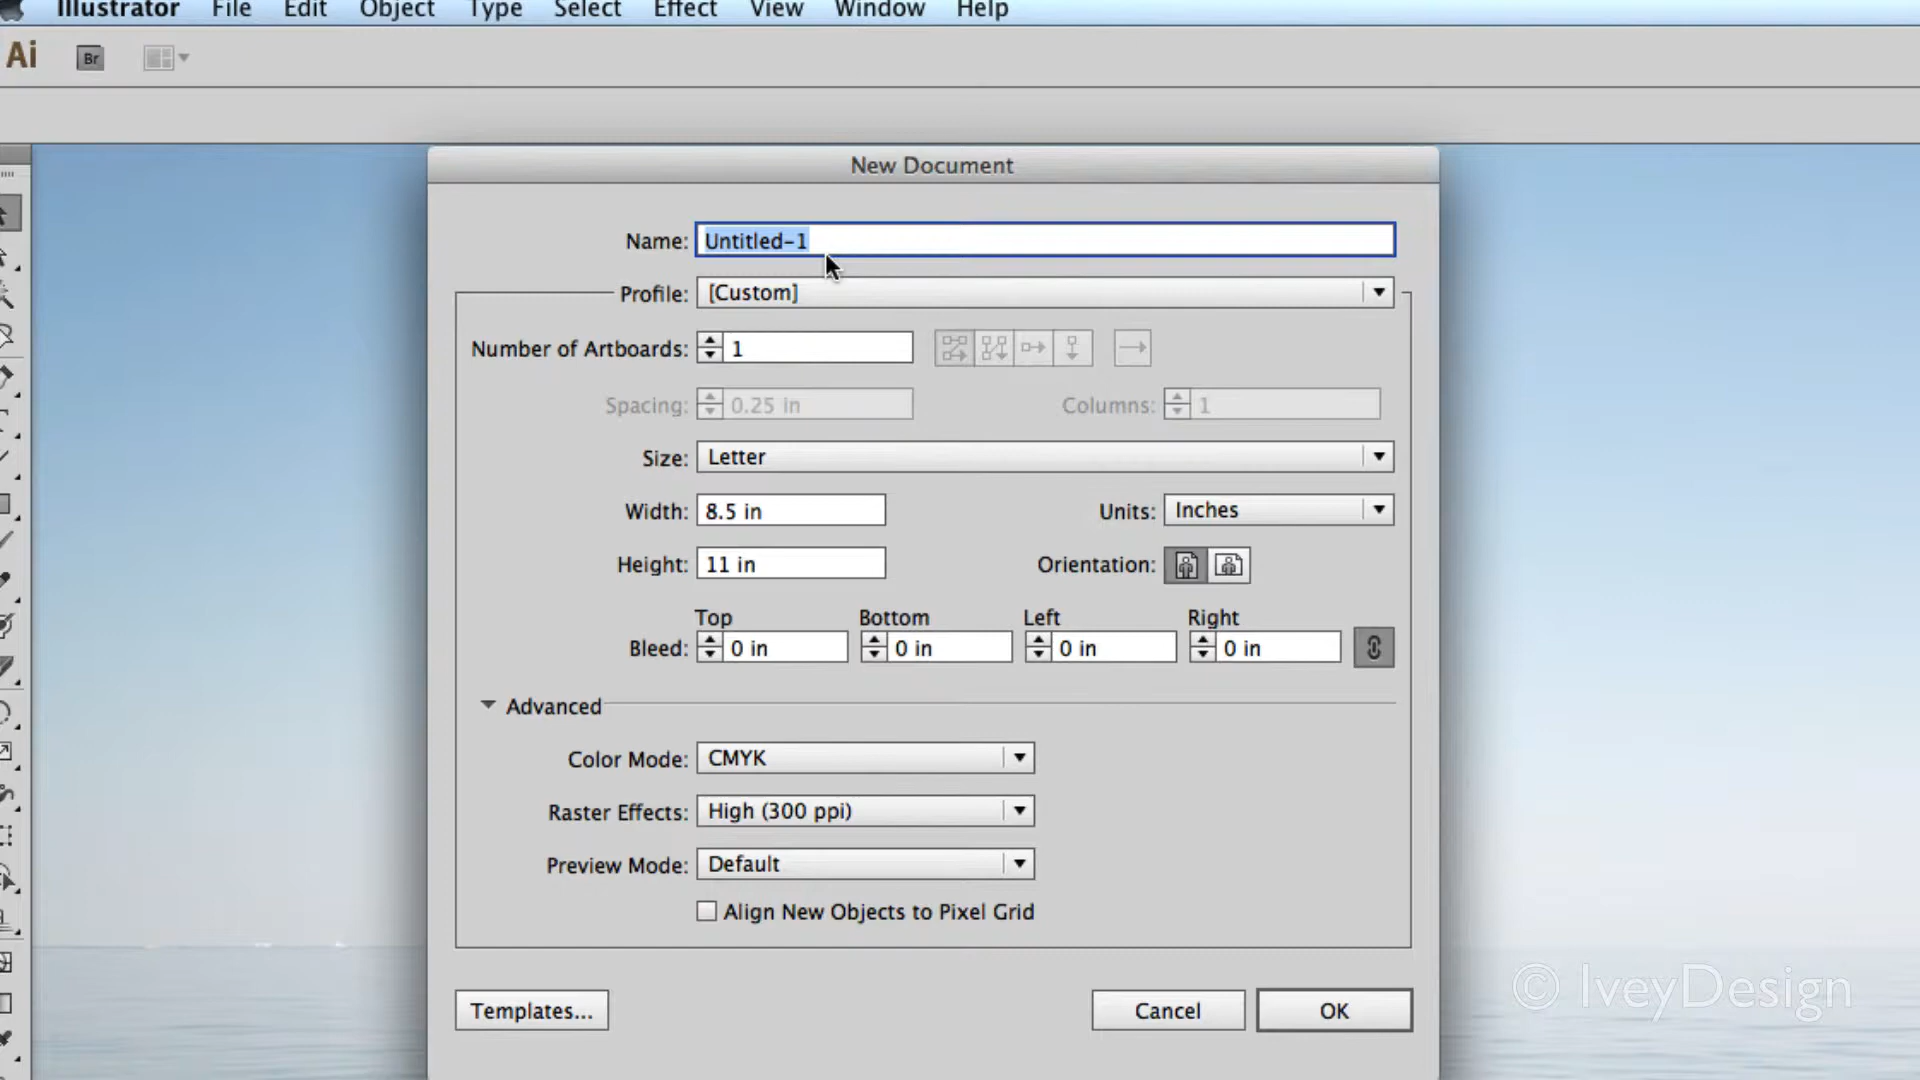 Illustrator File Edit Object Type Select Effect View Window Help
Ai Br
New Document
Name: Untitled-1
Profile: [Custom]
Number of Artboards: 1
Spacing: 0.25 in Columns: 1
Size: Letter
Width: 8.5 in Units: Inches
Height: 11 in Orientation:
Top Bottom Left Right
Bleed: 0 in 0 in 0 in 0 in
Advanced
Color Mode: CMYK
Raster Effects: High (300 ppi)
Preview Mode: Default
Align New Objects to Pixel Grid
© IveyDesign
Templates... Cancel OK